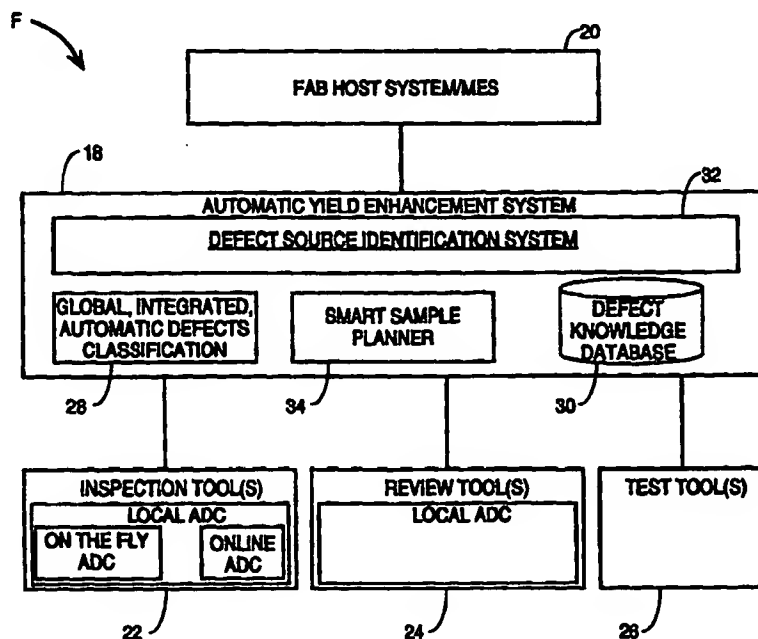 F
20
FAB HOST SYSTEM/MES
18
32
AUTOMATIC YIELD ENHANCEMENT SYSTEM
DEFECT SOURCE IDENTIFICATION SYSTEM
GLOBAL, INTEGRATED,
AUTOMATIC DEFECTS
CLASSIFICATION
SMART SAMPLE
PLANNER
DEFECT
KNOWLEDGE
DATABASE
28
34
30
INSPECTION TOOL(S)
LOCAL ADC
ON THE FLY
ADC
ONLINE
ADC
REVIEW TOOL(S)
LOCAL ADC
TEST TOOL(S)
22
24
26